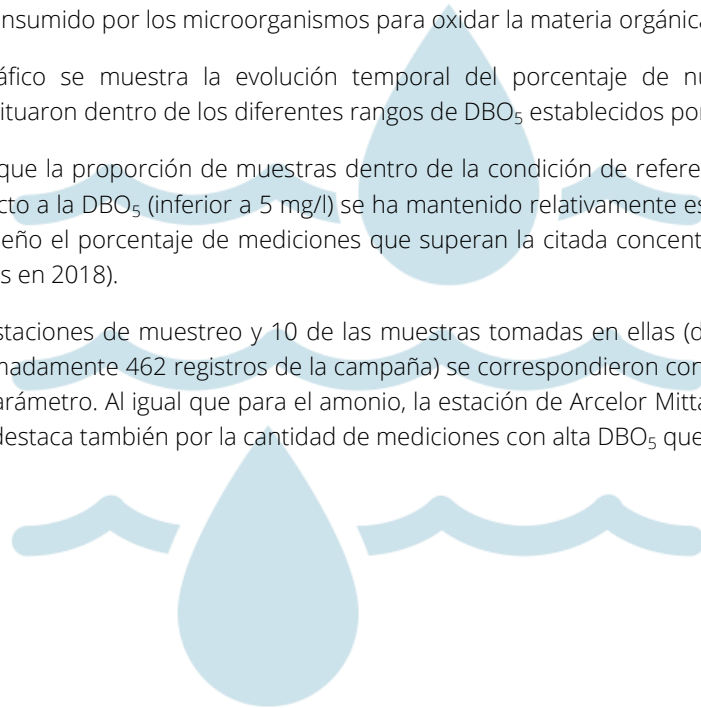 nsumido por los microorganismos para oxidar la materia orgánica
áfico se muestra la evolución temporal del porcentaje de nu
ituaron dentro de los diferentes rangos de DBO₅ establecidos por
que la proporción de muestras dentro de la condición de refere
cto a la DBO₅ (inferior a 5 mg/l) se ha mantenido relativamente es
eño el porcentaje de mediciones que superan la citada concent
s en 2018).
staciones de muestreo y 10 de las muestras tomadas en ellas (d
madamente 462 registros de la campaña) se correspondieron con
arámetro. Al igual que para el amonio, la estación de Arcelor Mitta
destaca también por la cantidad de mediciones con alta DBO₅ que